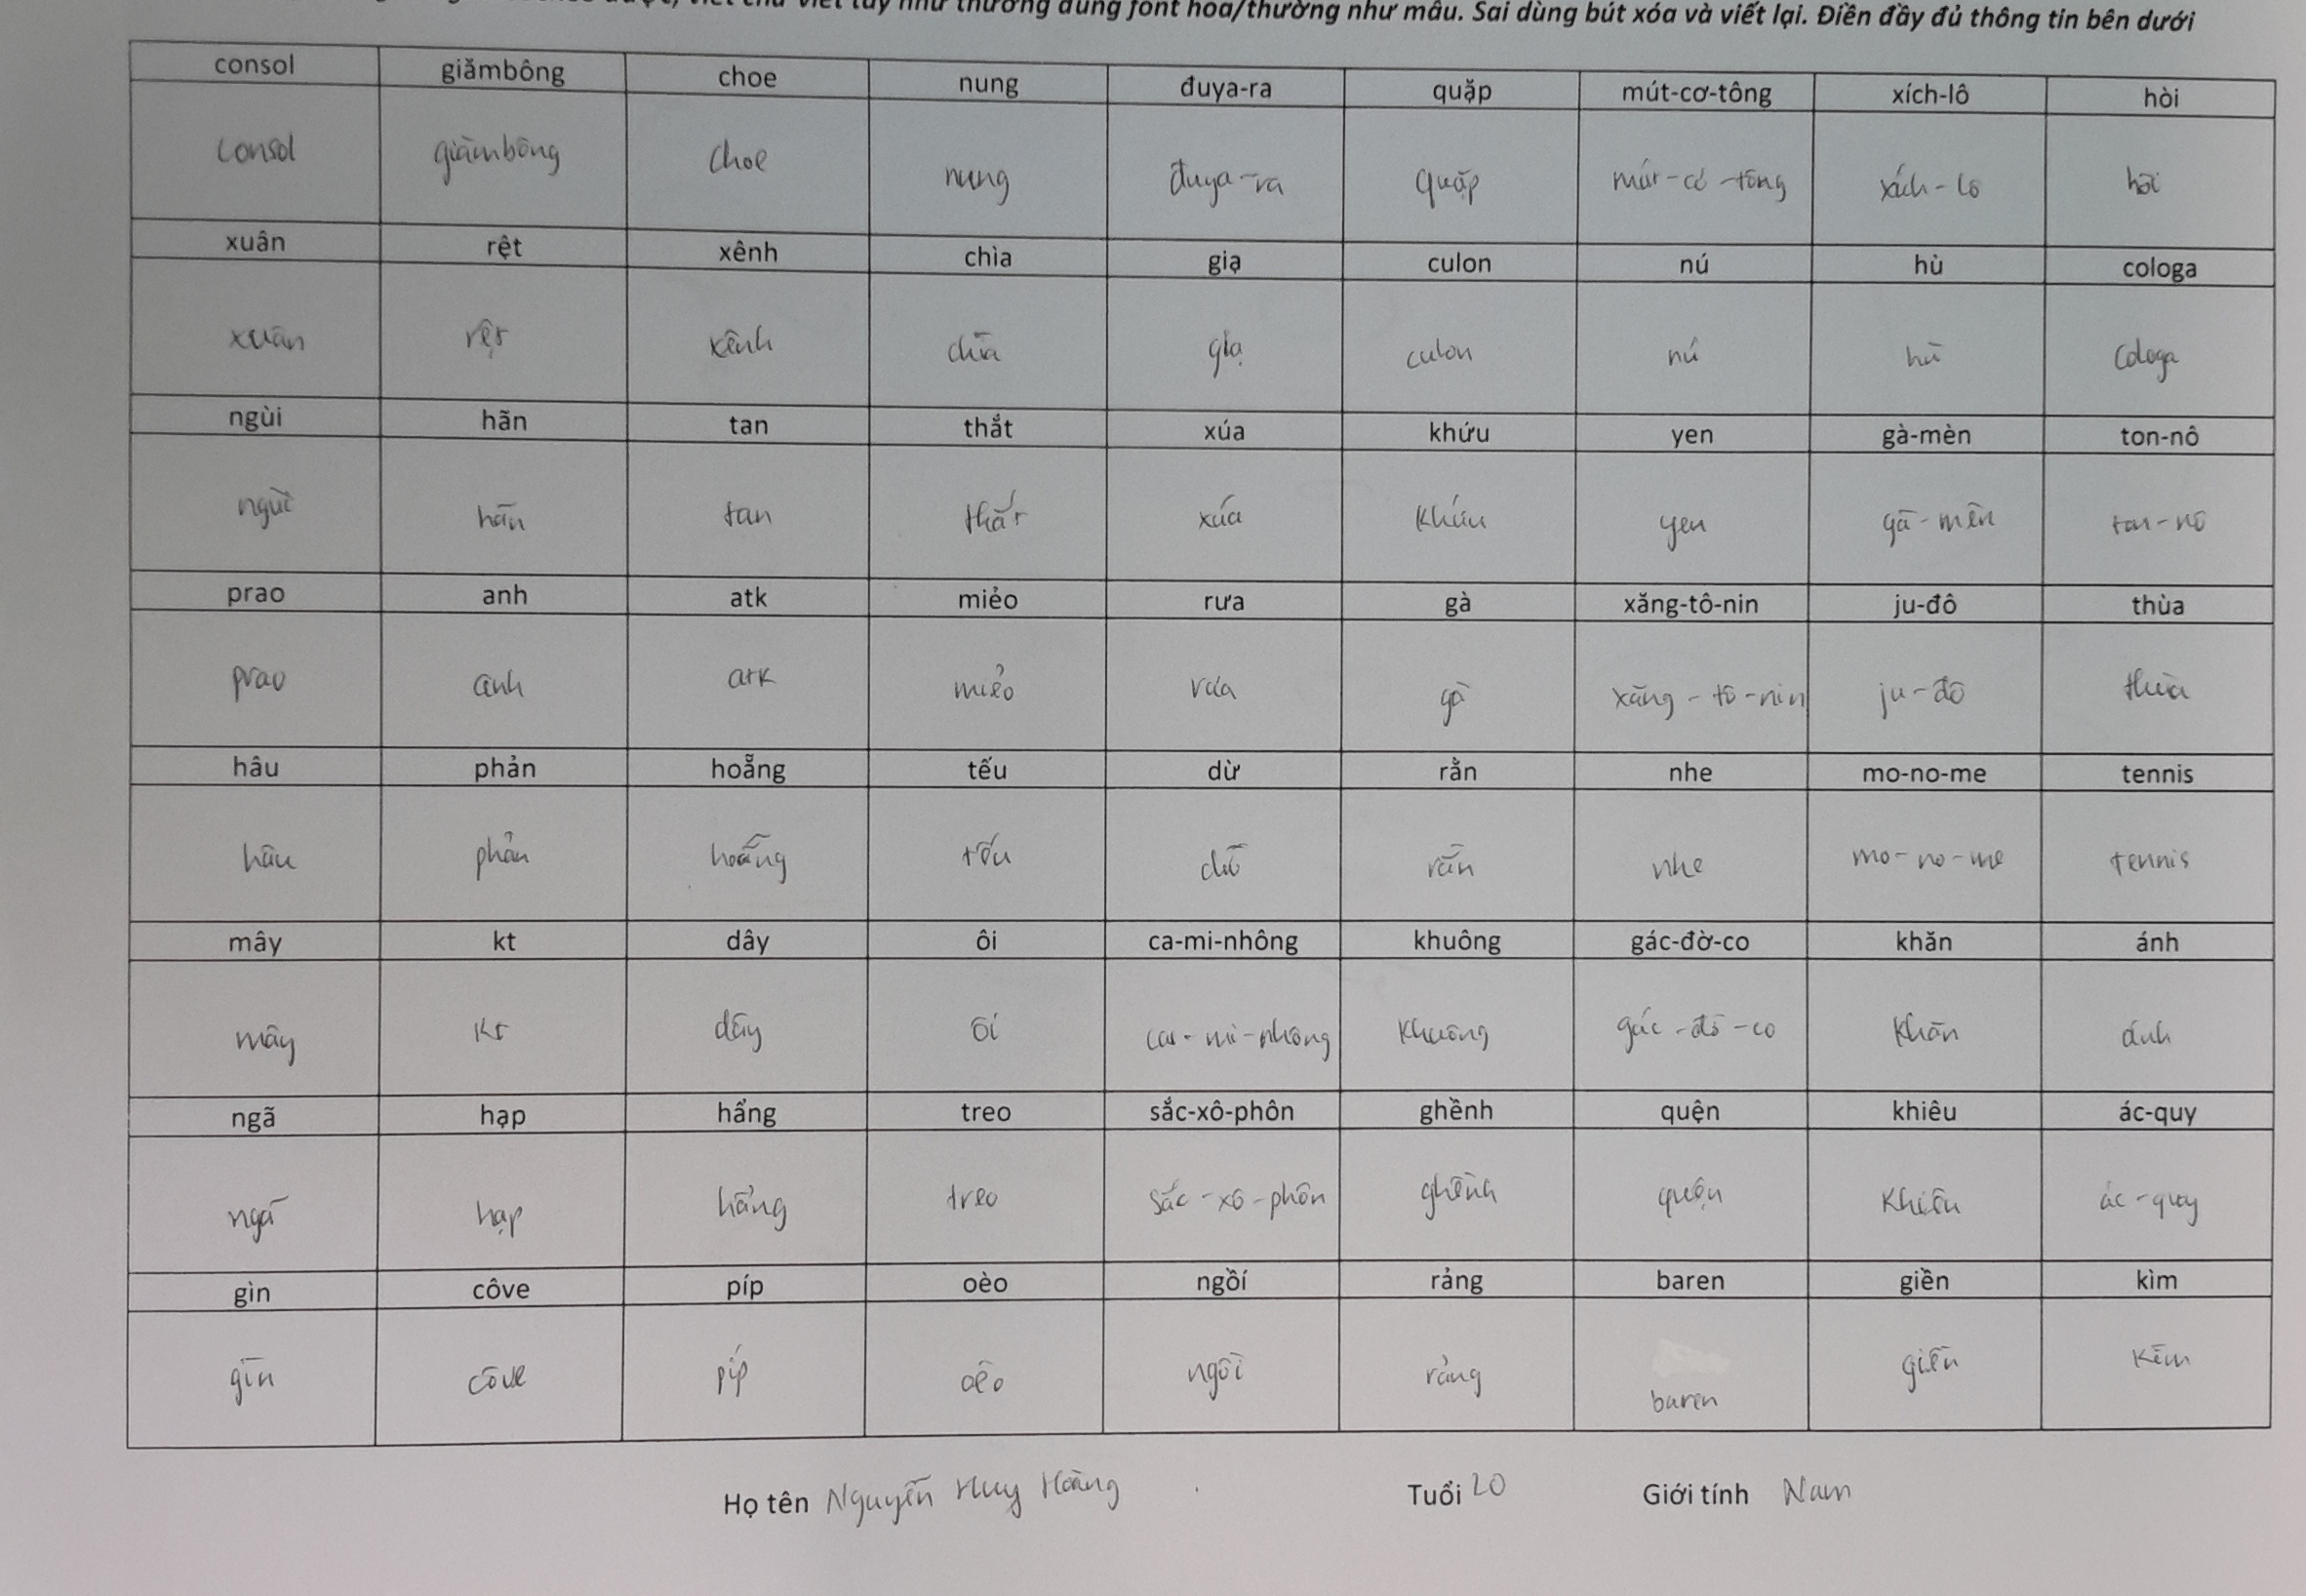 viết chữ viết tay như thường dùng font hoa/thường như mẫu. Sai dùng bút xóa và viết lại. Điền đầy đủ thông tin bên dưới
consol giămbông choe nung đuya-ra quặp mút-cơ-tông xích-lô hòi
consol giămbông choe nung đuya-ra quặp mút-cơ-tông xích-lô hòi
xuân rệt xênh chìa giạ culon nú hù cologa
xuân rệt xênh chìa giạ culon nú hù cologa
ngùi hãn tan thắt xúa khứu yen gà-mèn ton-nô
ngùi hãn tan thắt xúa khứu yen gà-mèn ton-nô
prao anh atk miẻo rưa gà xăng-tô-nin ju-đô thùa
prao anh atk miẻo rưa gà xăng-tô-nin ju-đô thùa
hâu phản hoẵng tếu dừ rằn nhe mo-no-me tennis
hâu phản hoẵng tếu dừ rằn nhe mo-no-me tennis
mây kt dây ôi ca-mi-nhông khuông gác-đờ-co khăn ánh
mây kt dây ôi ca-mi-nhông khuông gác-đờ-co khăn ánh
ngã hạp hẩng treo sắc-xô-phôn ghềnh quện khiêu ác-quy
ngã hạp hẩng treo sắc-xô-phôn ghềnh quện khiêu ác-quy
gìn côve píp oèo ngồí rảng baren giền kìm
gìn côve píp oèo ngồí rảng baren giền kìm
Họ tên Nguyễn Huy Hoàng Tuổi 20 Giới tính Nam